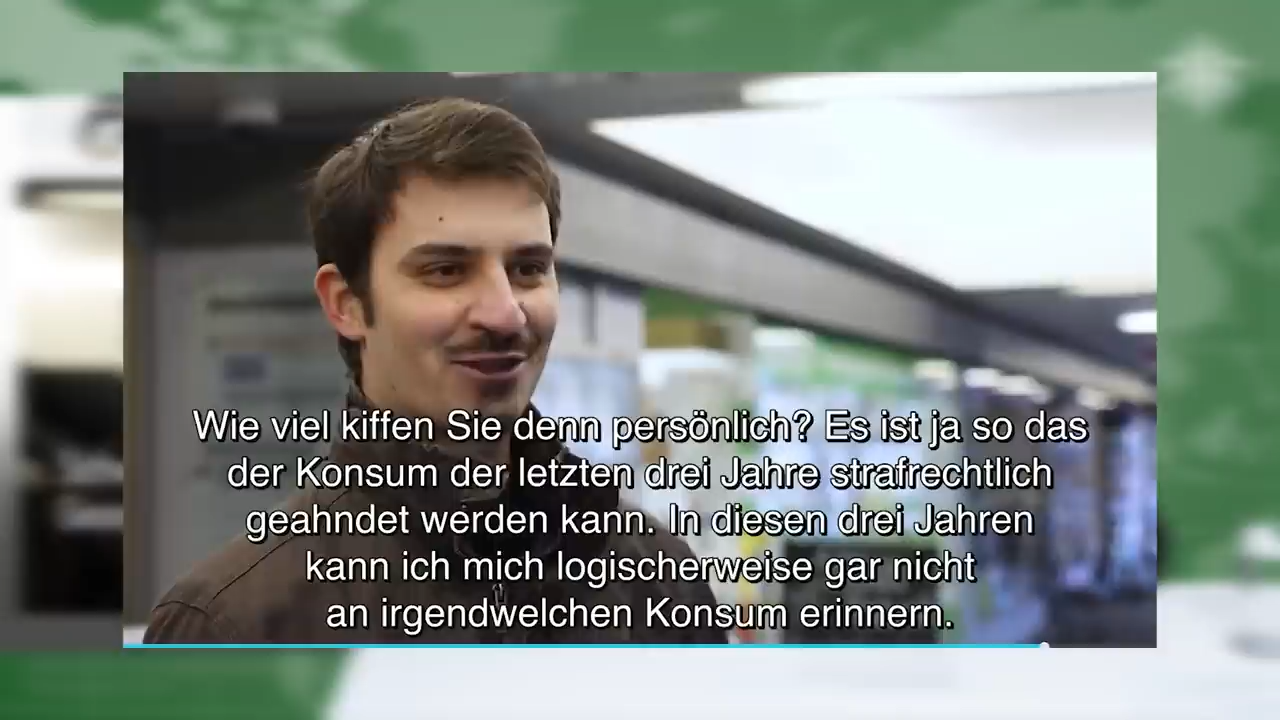 Wie viel kiffen Sie denn persönlich? Es ist ja so das
der Konsum der letzten drei Jahre strafrechtlich
geahndet werden kann. In diesen drei Jahren
kann ich mich logischerweise gar nicht
an irgendwelchen Konsum erinnern.